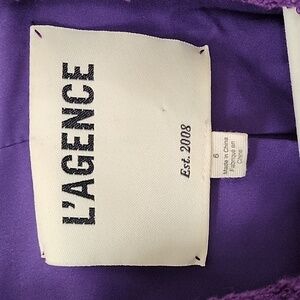 L'AGENCE
Est. 2008
6
Made in China
Fabriqué en
Chine